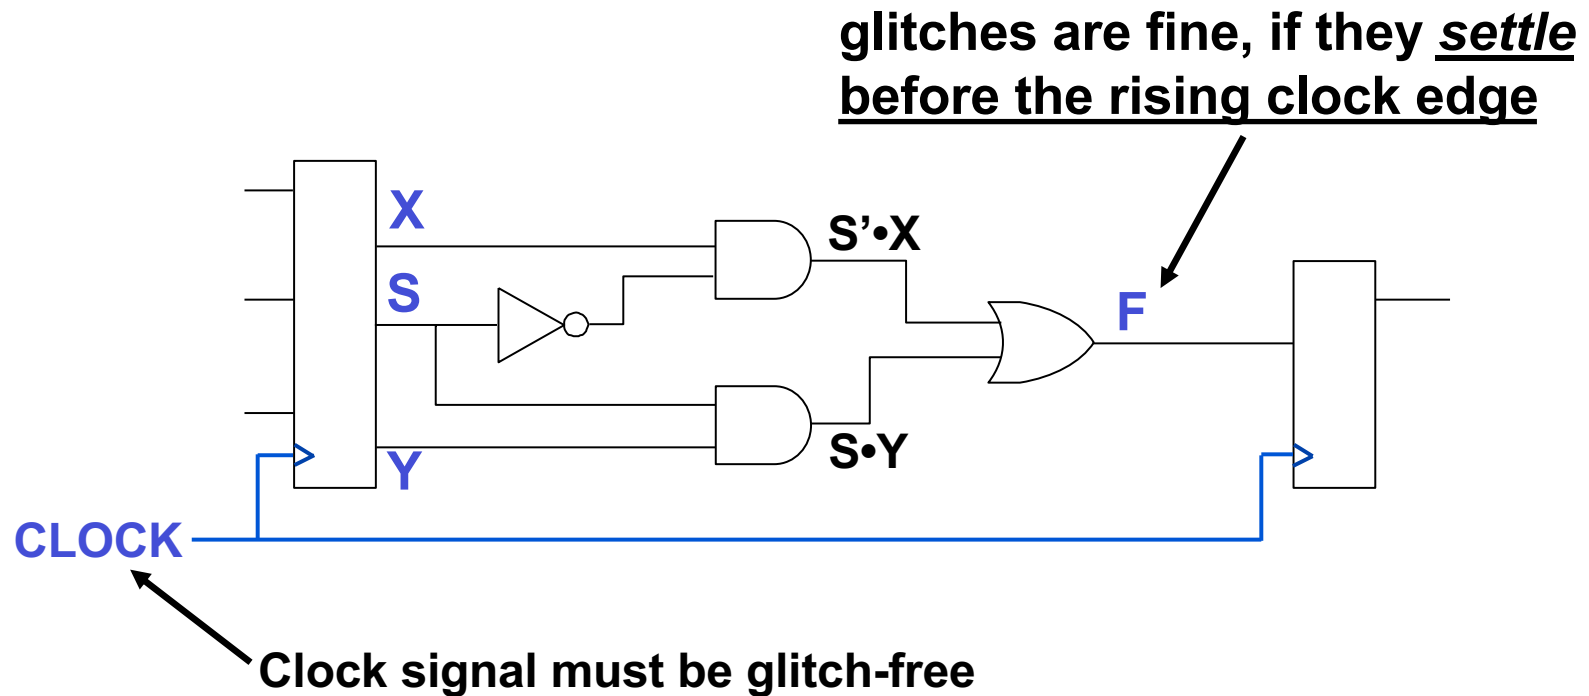 glitches are fine, if they settle
before the rising clock edge
X
S'•X
S
F
S•Y
Y
CLOCK
Clock signal must be glitch-free